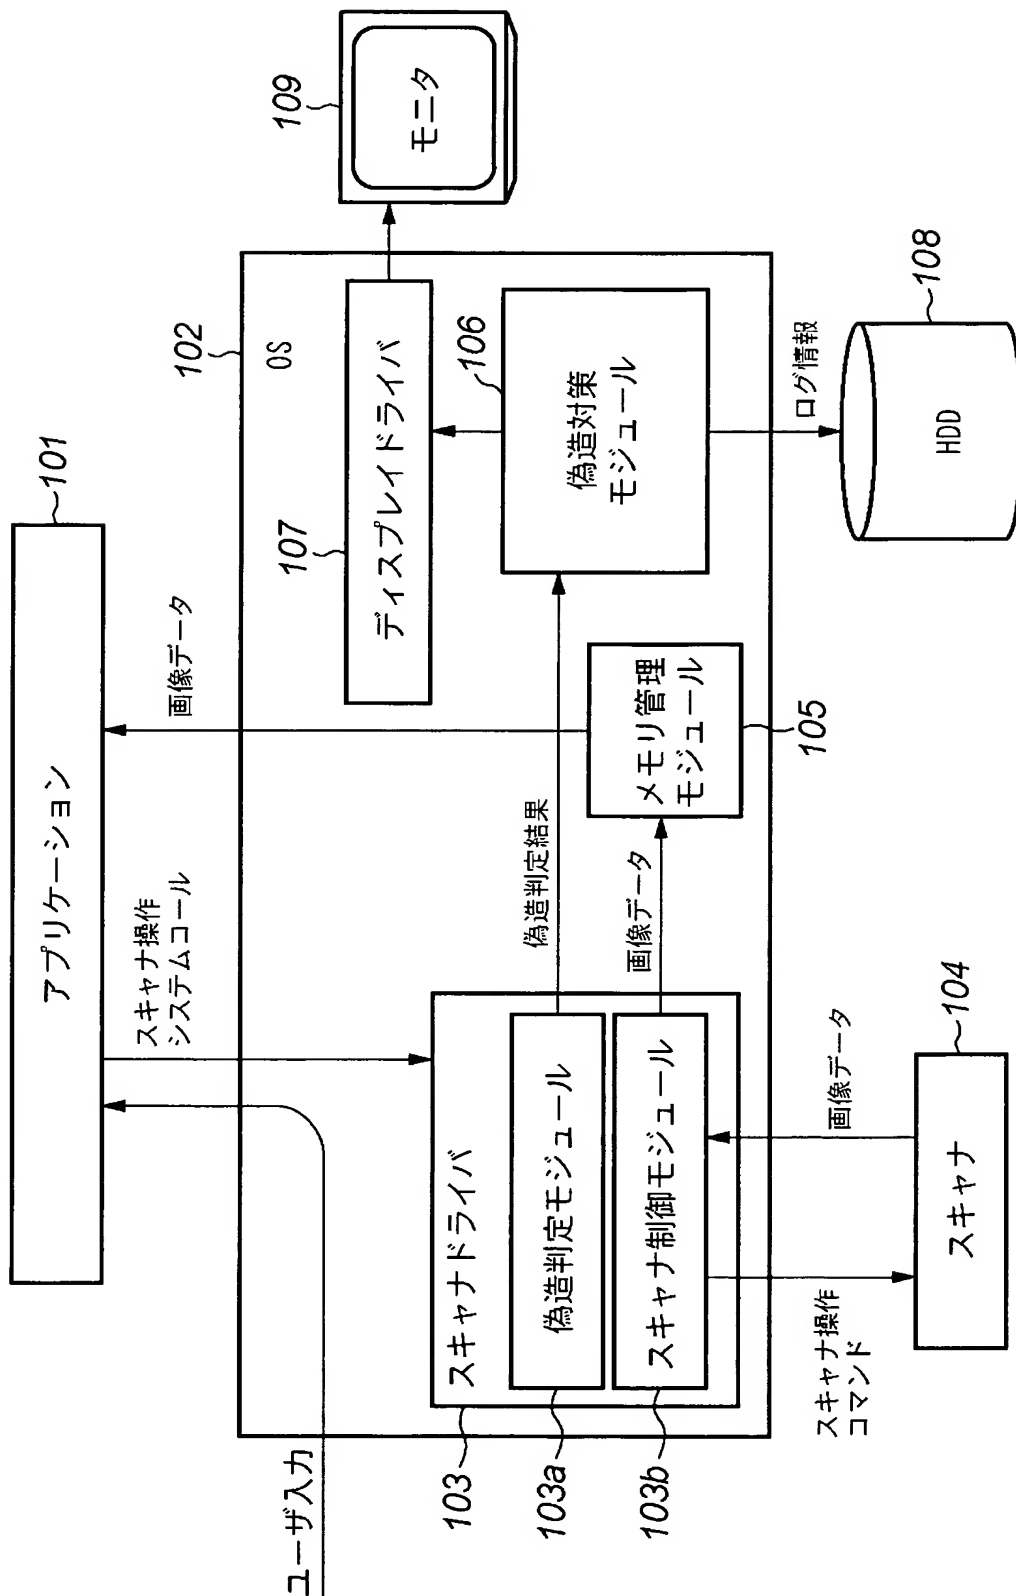 ユーザ入力
アプリケーション
101
スキャナ操作
システムコール
画像データ
102
OS
103
スキャナドライバ
103a
偽造判定モジュール
103b
スキャナ制御モジュール
偽造判定結果
画像データ
メモリ管理
モジュール
105
107
ディスプレイドライバ
106
偽造対策
モジュール
109
モニタ
スキャナ操作
コマンド
画像データ
スキャナ
104
ログ情報
HDD
108